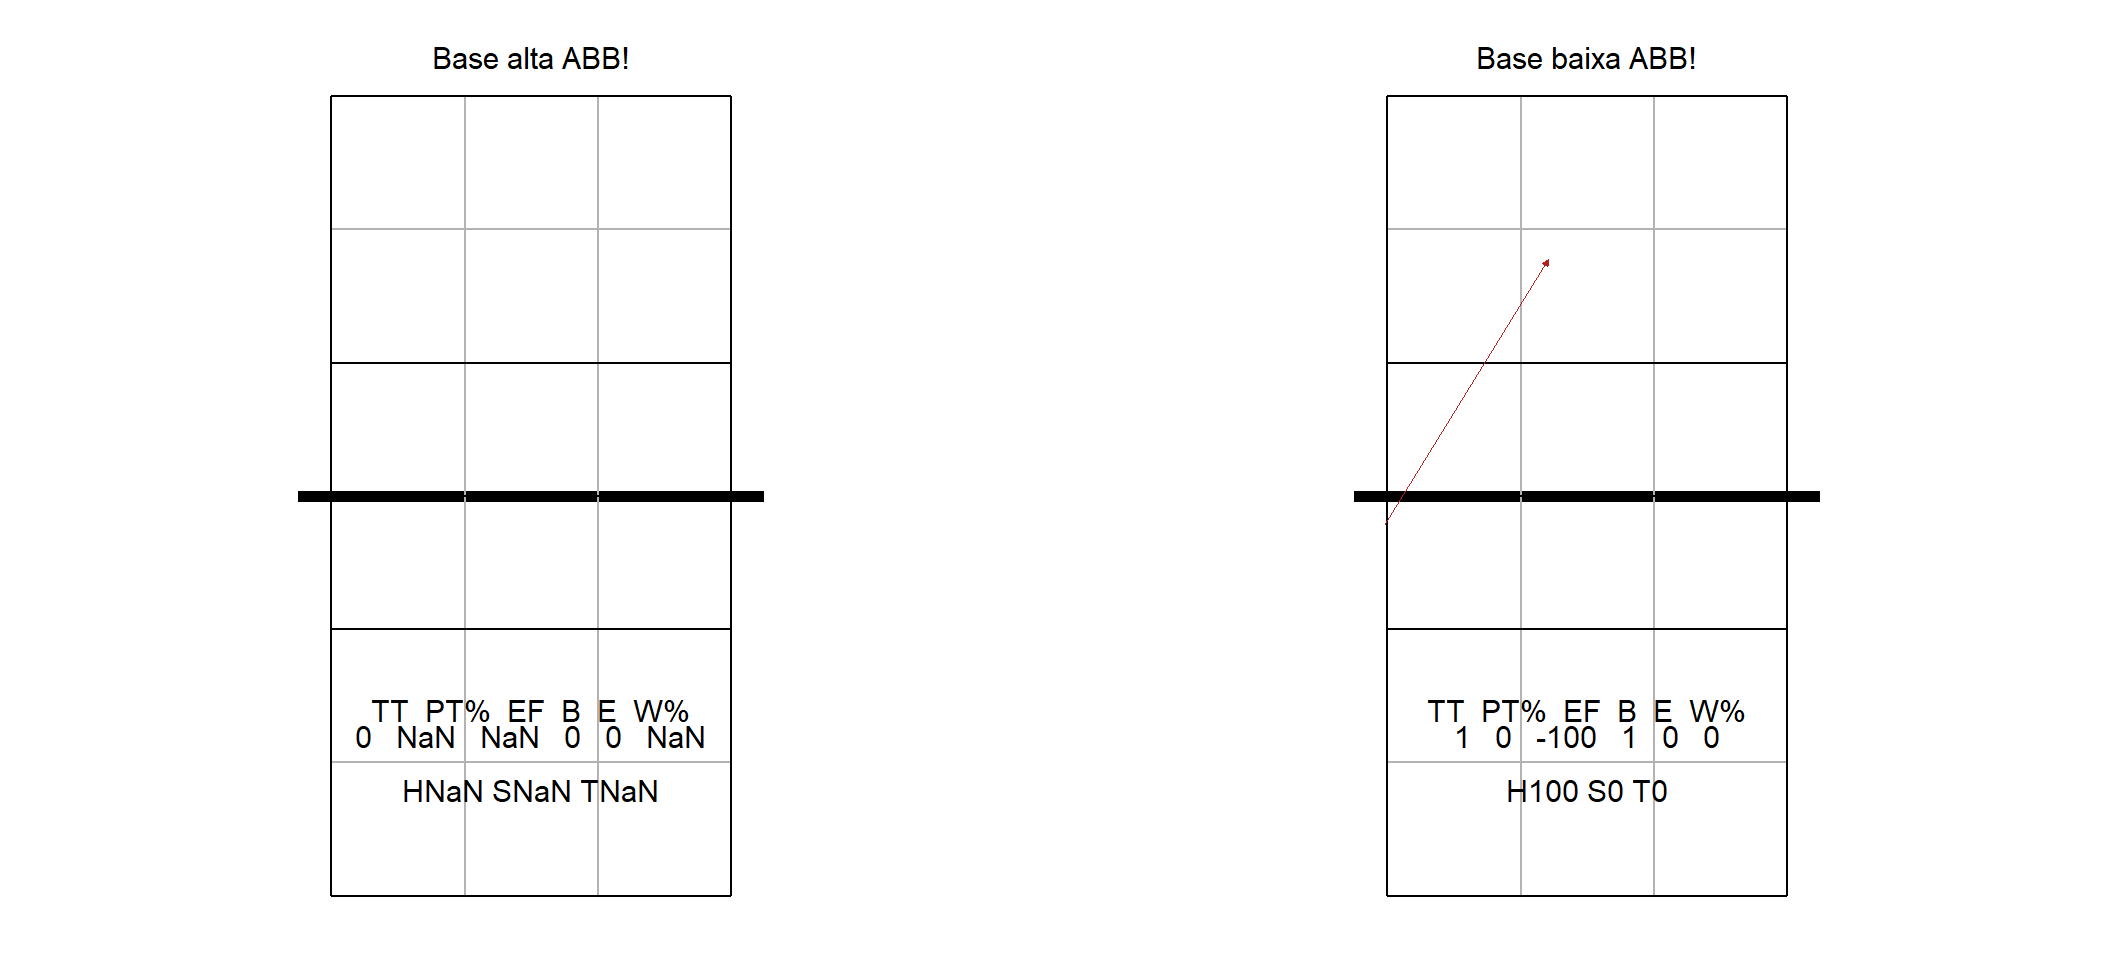 Base alta ABB!
TT PT% EF B E W%
0 NaN NaN 0 0 NaN
HNaN SNaN TNaN
Base baixa ABB!
TT PT% EF B E W%
1 0 -100 1 0 0
H100 S0 T0